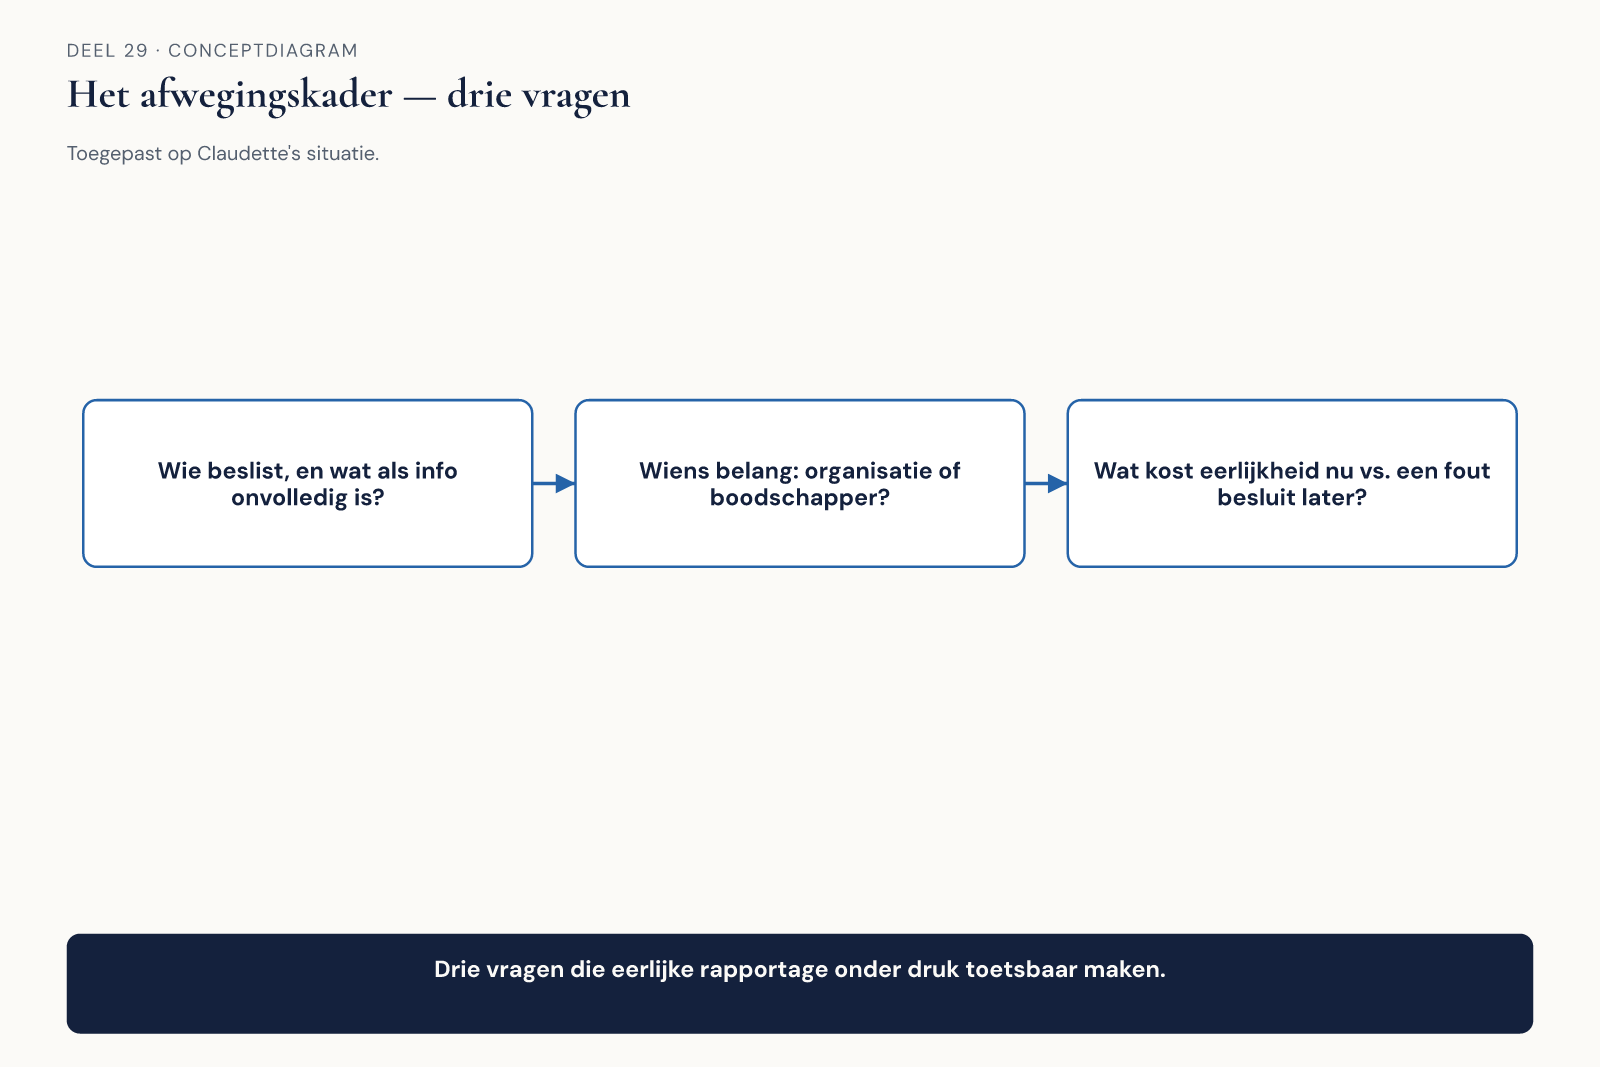 DEEL 29 · CONCEPTDIAGRAM
Het afwegingskader — drie vragen
Toegepast op Claudette's situatie.
Wie beslist, en wat als info
onvolledig is?
Wiens belang: organisatie of
boodschapper?
Wat kost eerlijkheid nu vs. een fout
besluit later?
Drie vragen die eerlijke rapportage onder druk toetsbaar maken.